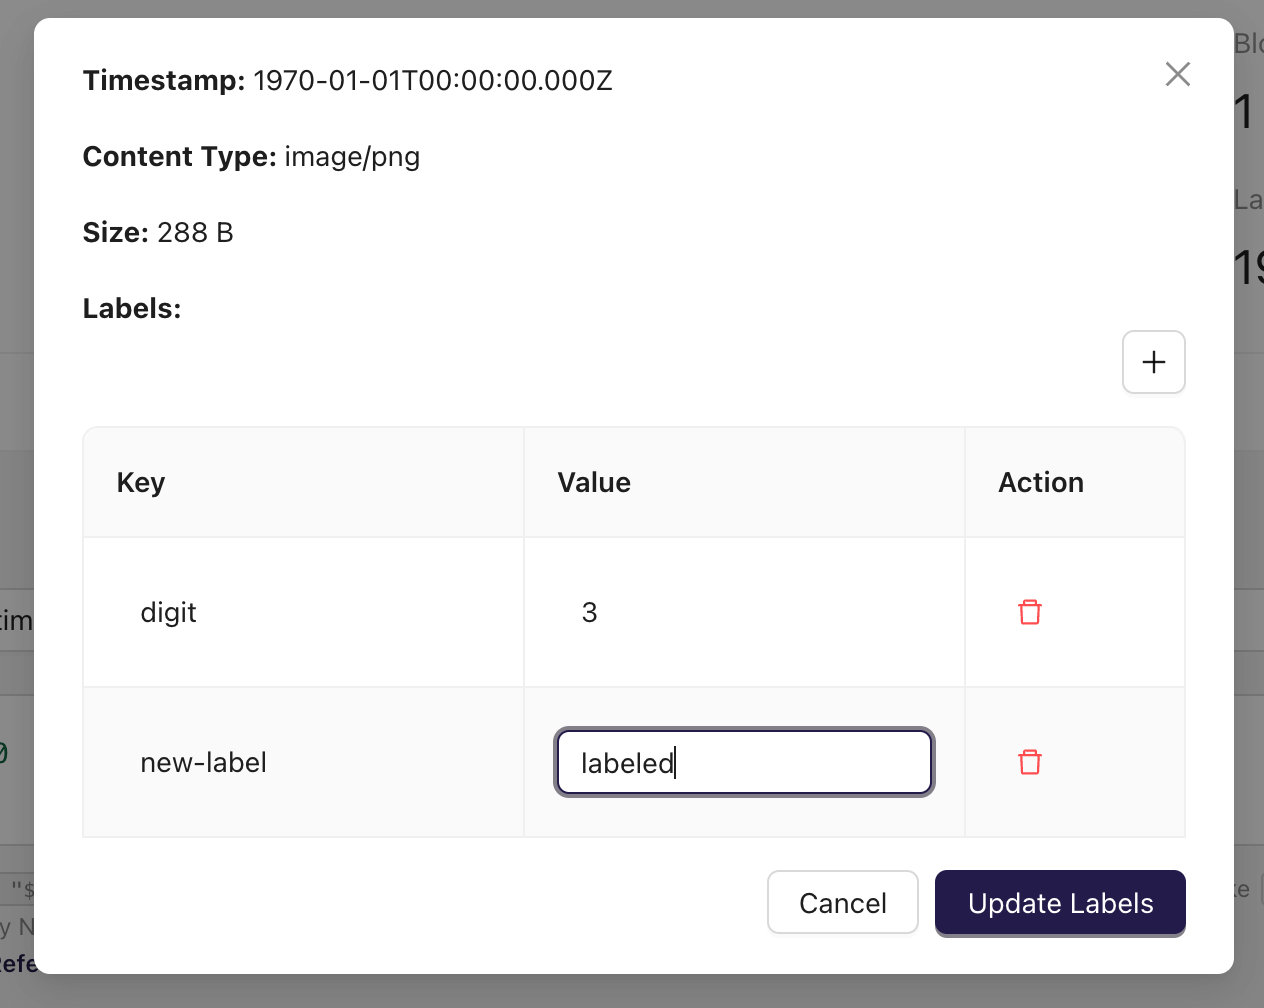 Timestamp: 1970-01-01T00:00:00.000Z
Content Type: image/png
Size: 288 B
Labels:
+
Key Value Action
digit 3
new-label labeled
Cancel Update Labels